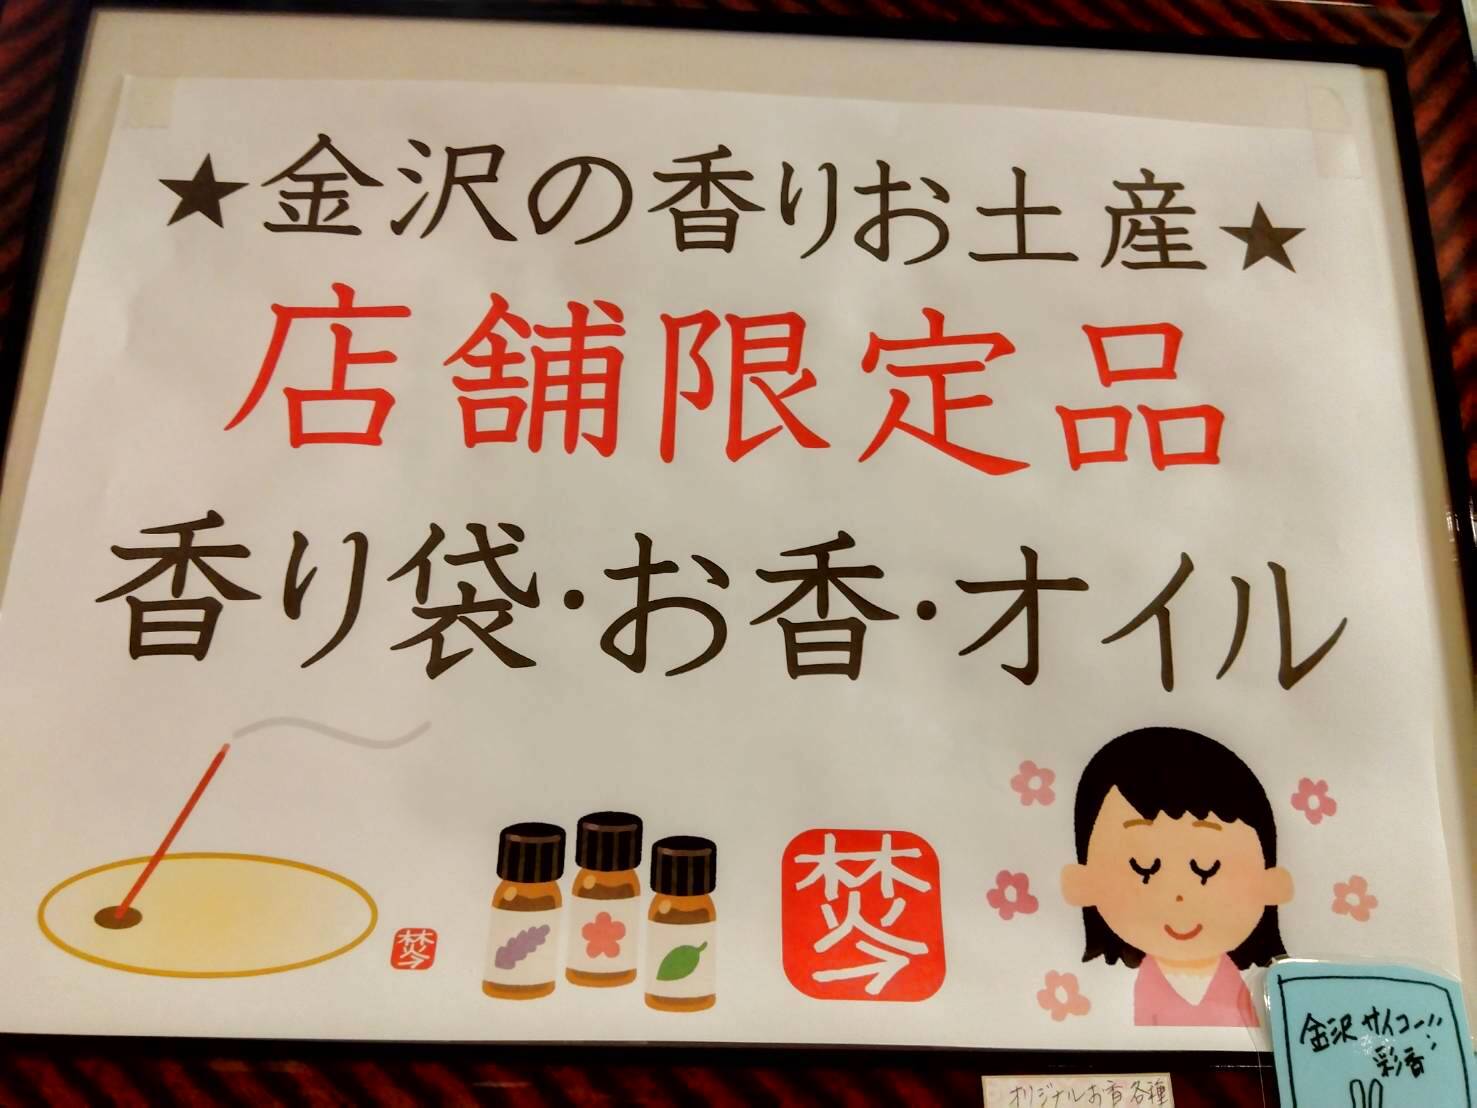 ★金沢の香りお土産★
店舗限定品
香り袋・お香・オイル
焚
焚
金沢サイコー!!
彩香
オリジナルお香各種